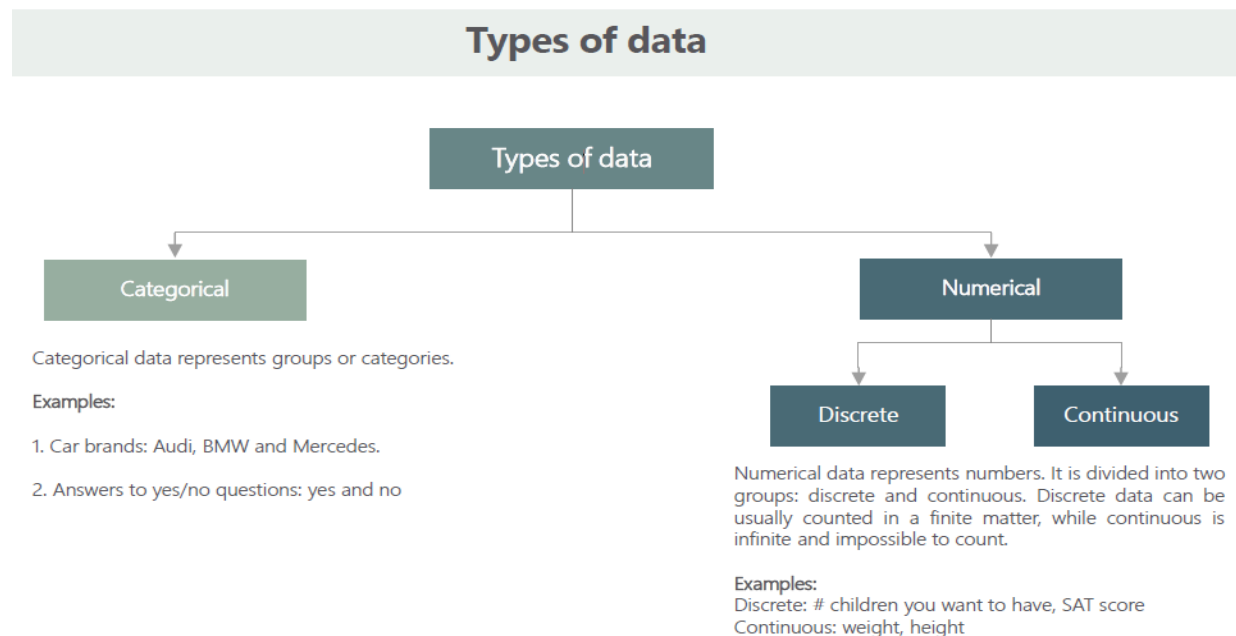 Types of data
Types of data
Categorical
Numerical
Categorical data represents groups or categories.
Examples:
1. Car brands: Audi, BMW and Mercedes.
2. Answers to yes/no questions: yes and no
Discrete
Continuous
Numerical data represents numbers. It is divided into two
groups: discrete and continuous. Discrete data can be
usually counted in a finite matter, while continuous is
infinite and impossible to count.
Examples:
Discrete: # children you want to have, SAT score
Continuous: weight, height